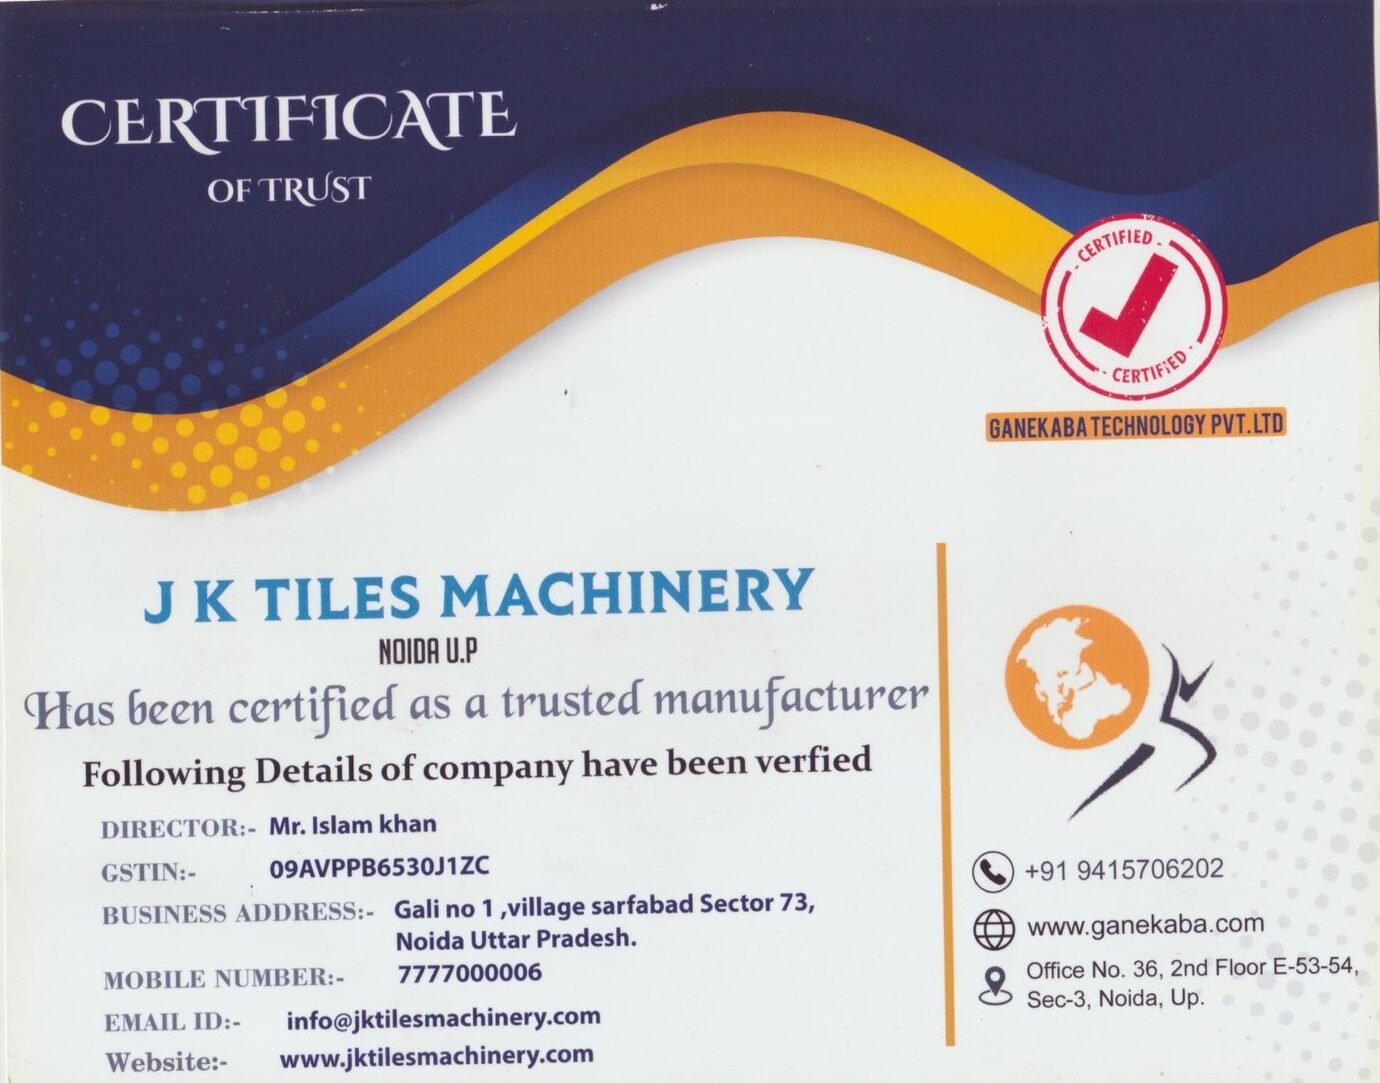 CERTIFICATE
OF TRUST
- CERTIFIED -
- CERTIFIED -
GANEKABA TECHNOLOGY PVT.LTD
J K TILES MACHINERY
NOIDA U.P
Has been certified as a trusted manufacturer
Following Details of company have been verfied
DIRECTOR:- Mr. Islam khan
GSTIN:- 09AVPPB6530J1ZC
BUSINESS ADDRESS:- Gali no 1 ,village sarfabad Sector 73,
Noida Uttar Pradesh.
MOBILE NUMBER:- 7777000006
EMAIL ID:- info@jktilesmachinery.com
Website:- www.jktilesmachinery.com
+91 9415706202
www.ganekaba.com
Office No. 36, 2nd Floor E-53-54,
Sec-3, Noida, Up.